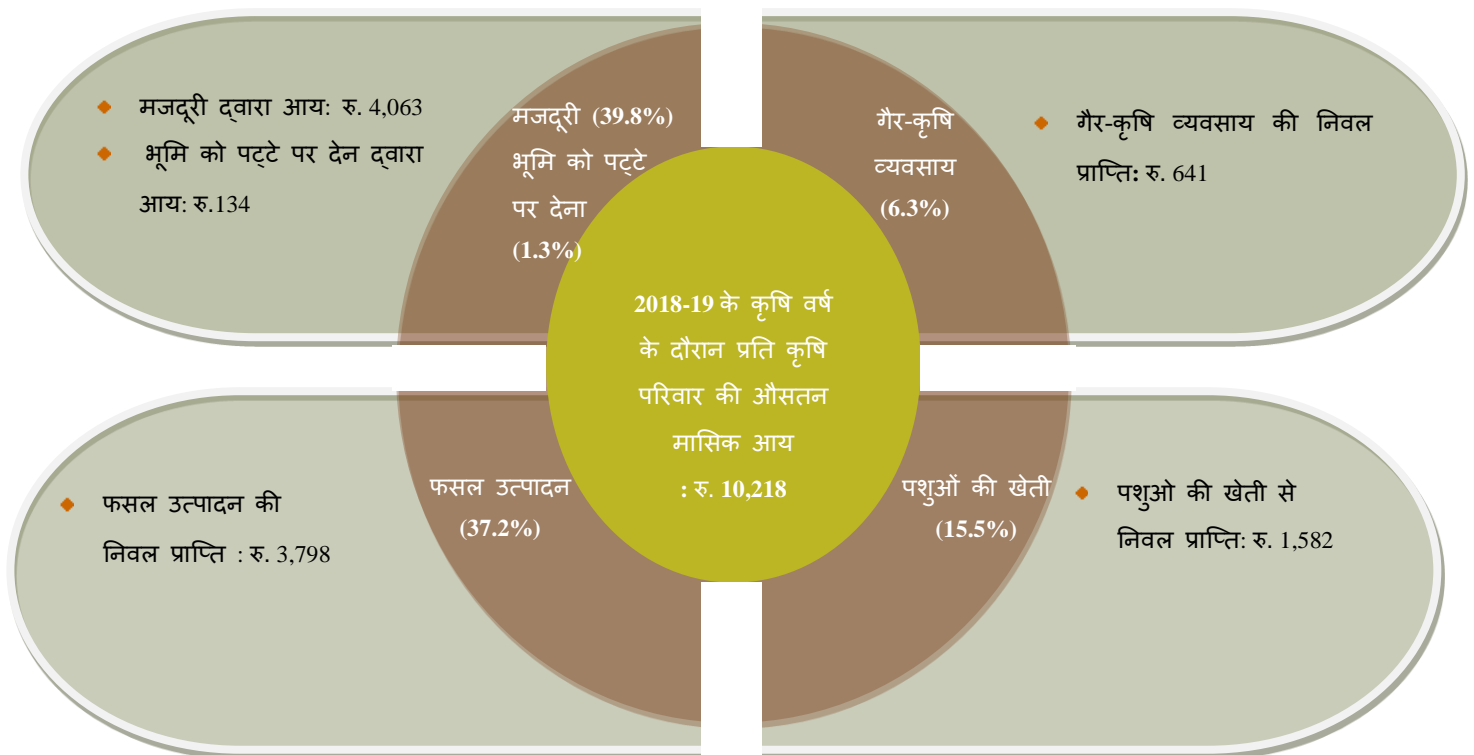 मजदूरी द्वारा आय: रु. 4,063
भूमि को पट्टे पर देन द्वारा
आय: रु.134
मजदूरी (39.8%)
भूमि को पट्टे
पर देना
(1.3%)
गैर-कृषि
व्यवसाय
(6.3%)
गैर-कृषि व्यवसाय की निवल
प्राप्ति: रु. 641
2018-19 के कृषि वर्ष
के दौरान प्रति कृषि
परिवार की औसतन
मासिक आय
: रु. 10,218
फसल उत्पादन की
निवल प्राप्ति : रु. 3,798
फसल उत्पादन
(37.2%)
पशुओं की खेती
(15.5%)
पशुओ की खेती से
निवल प्राप्ति: रु. 1,582